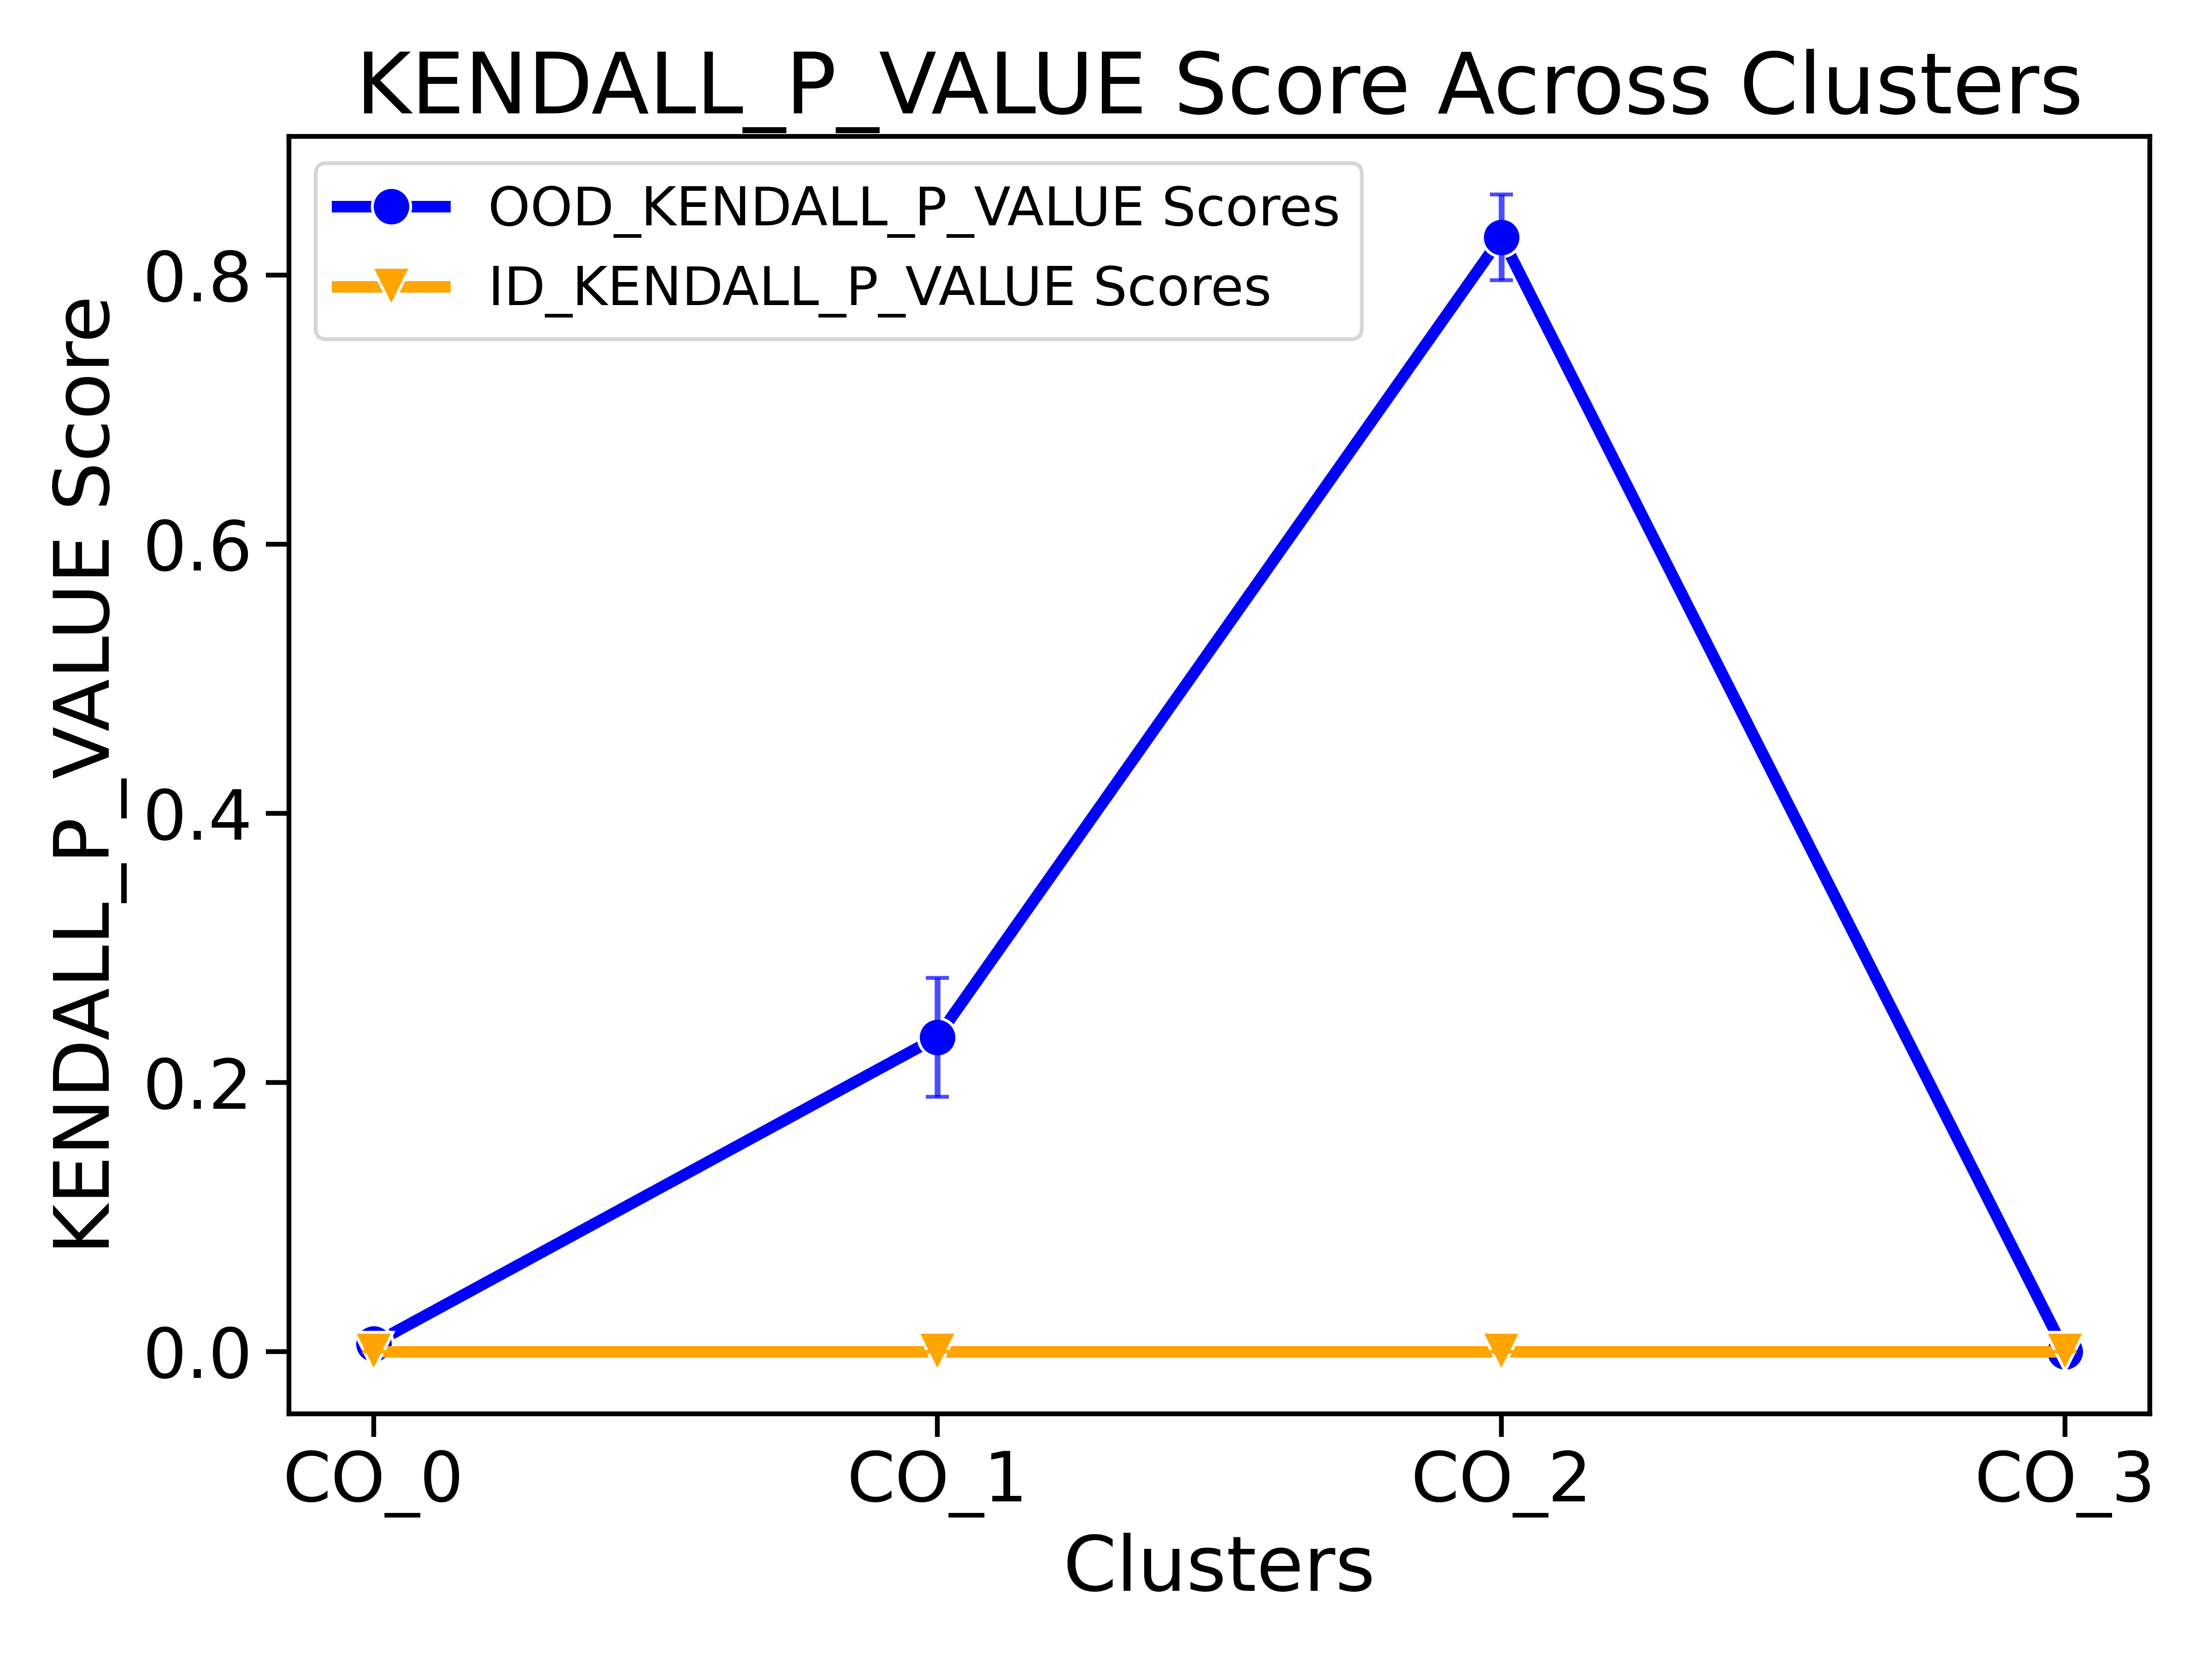 KENDALL_P_VALUE Score Across Clusters
OOD_KENDALL_P_VALUE Scores
ID_KENDALL_P_VALUE Scores
KENDALL_P_VALUE Score
0.8
0.6
0.4
0.2
0.0
CO_0 CO_1 CO_2 CO_3
Clusters